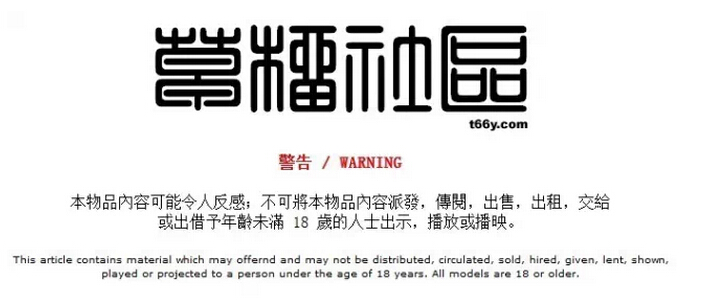 草榴社區
t66y.com
警告 / WARNING
本物品內容可能令人反感；不可將本物品內容派發，傳閱，出售，出租，交給
或出借予年齡未滿 18 歲的人士出示，播放或播映。
This article contains material which may offernd and may not be distributed, circulated, sold, hired, given, lent, shown,
played or projected to a person under the age of 18 years. All models are 18 or older.